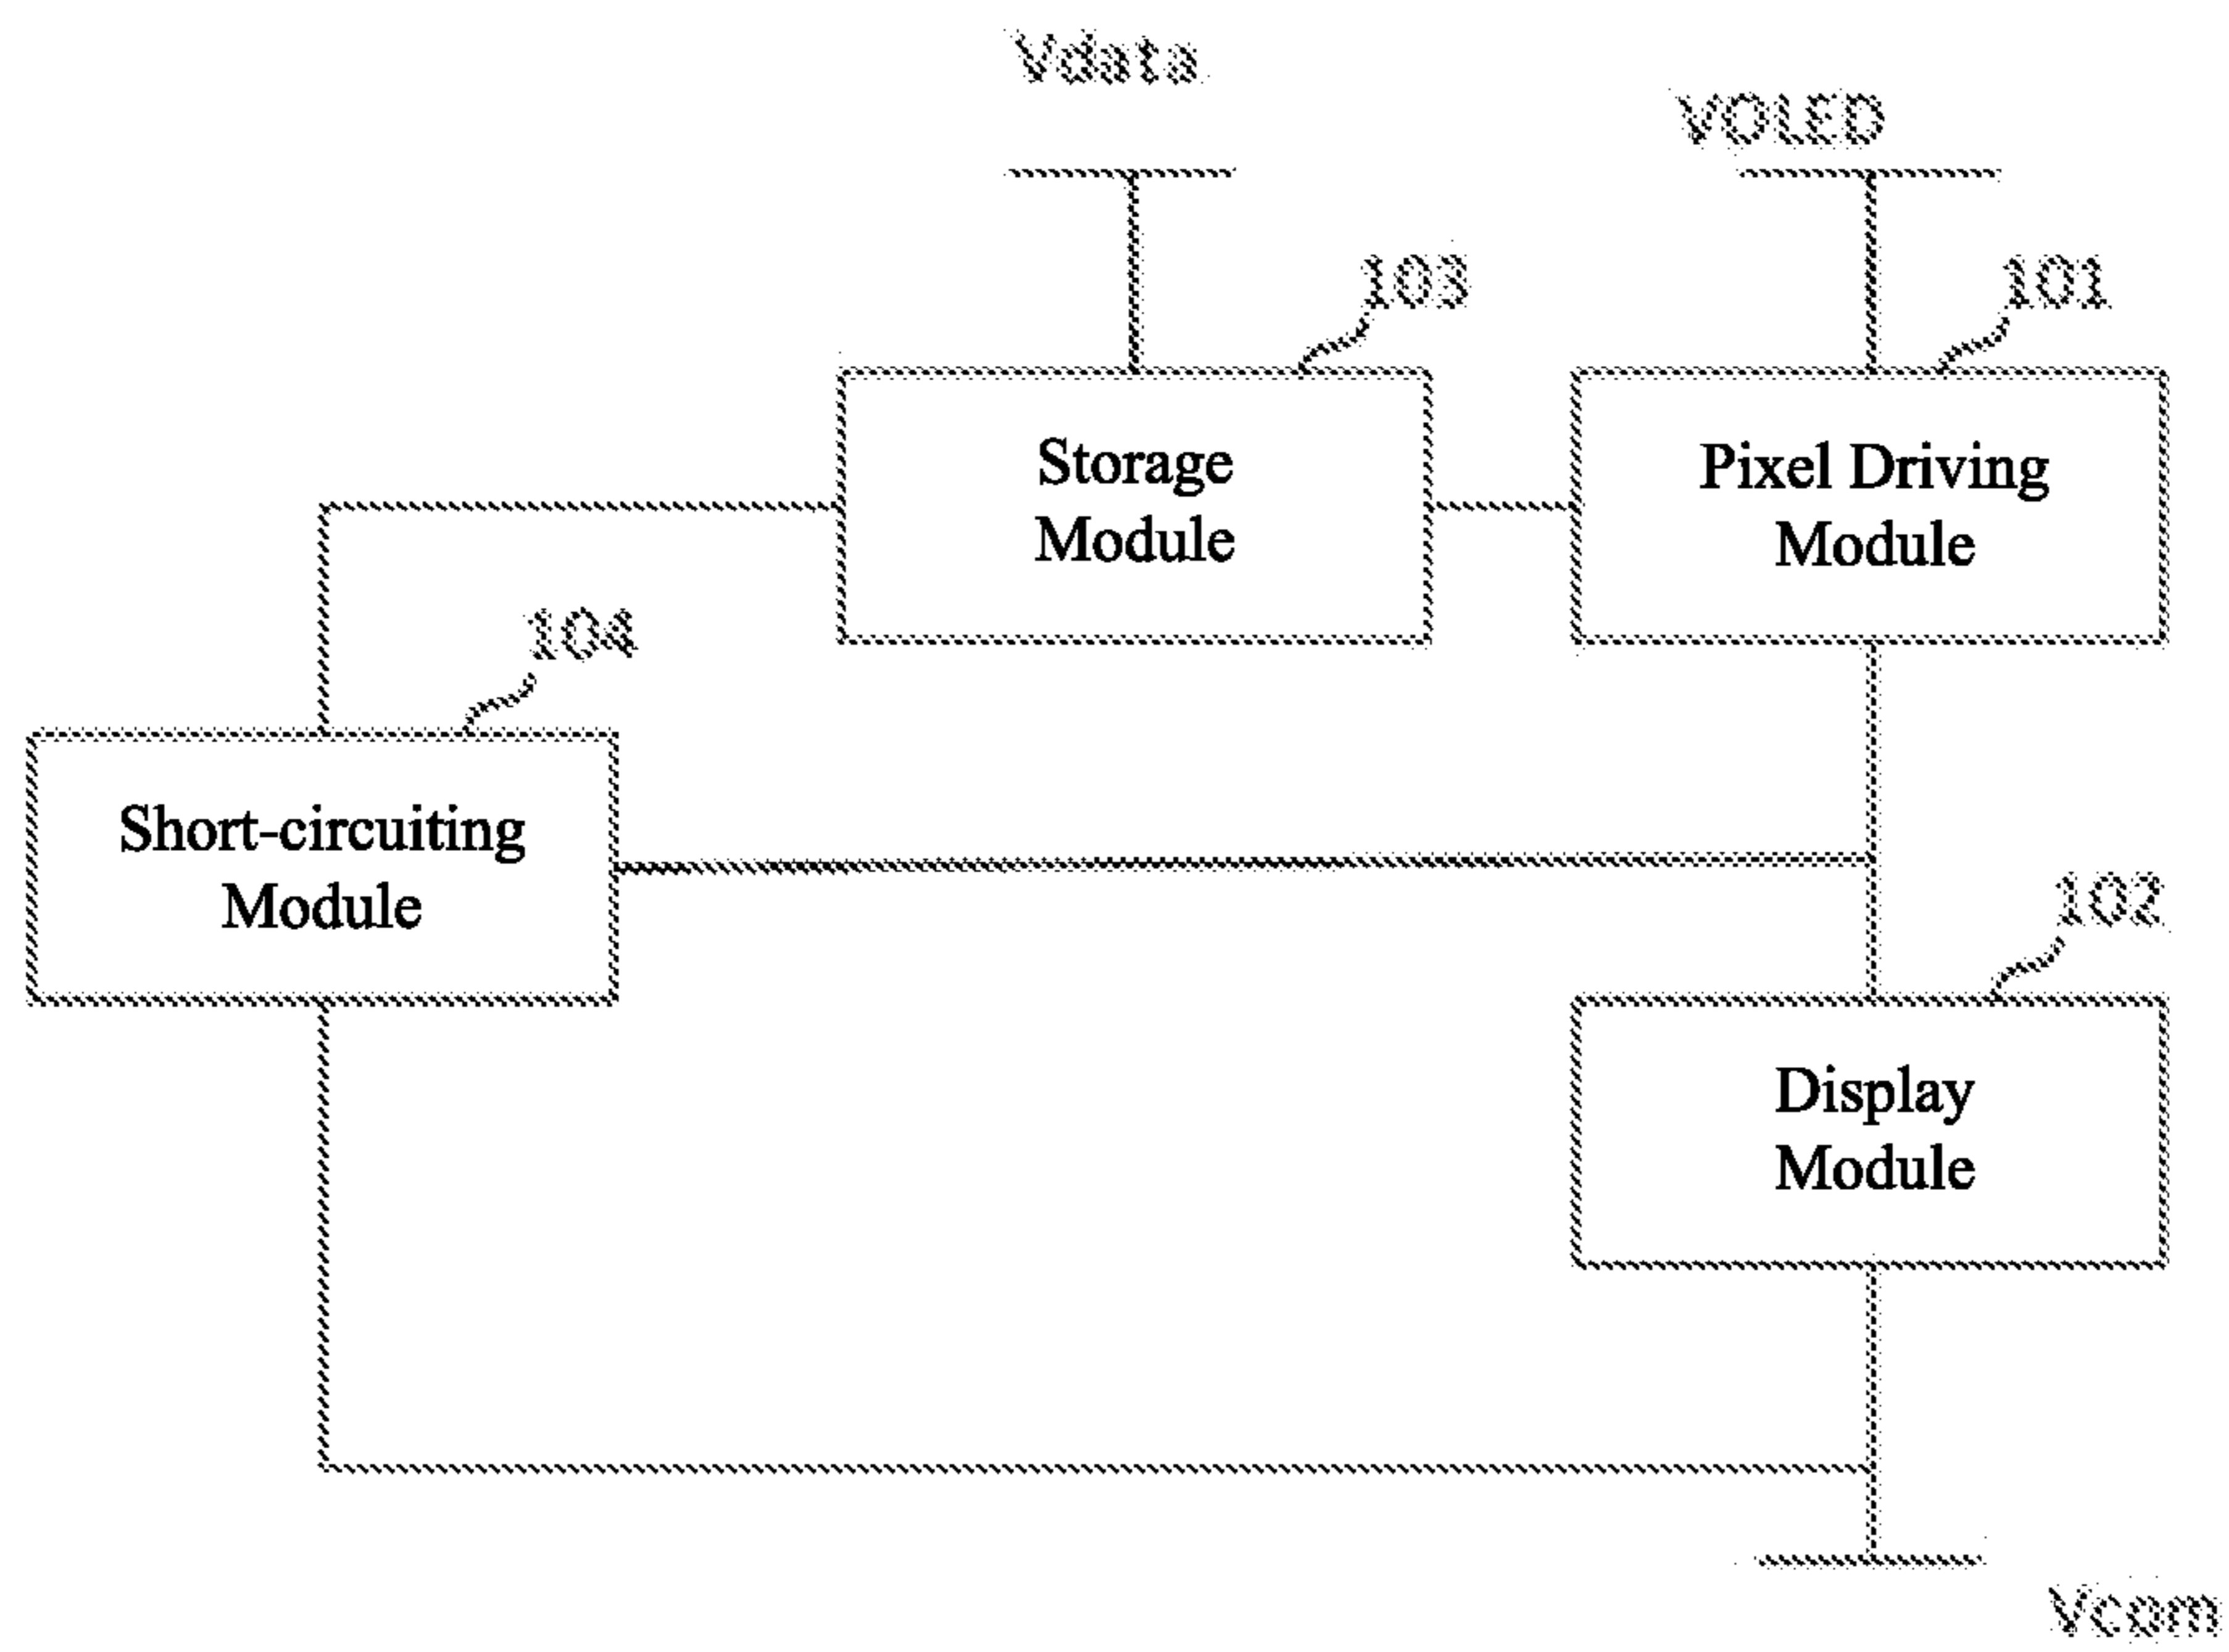 Vdata
VOLED
103
101
Storage
Module
Pixel Driving
Module
104
Short-circuiting
Module
102
Display
Module
Vcom